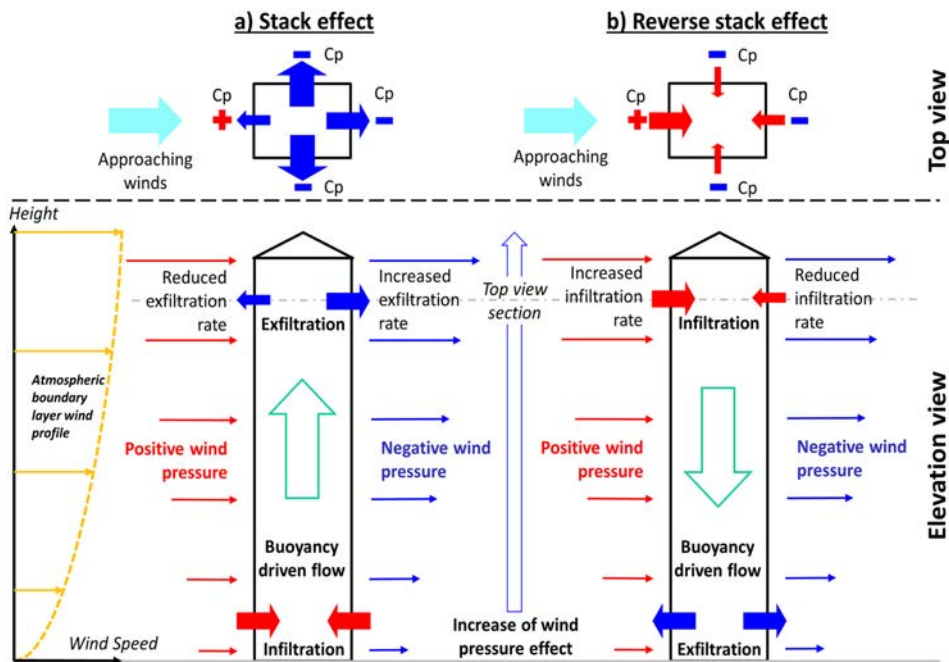 a) Stack effect
b) Reverse stack effect
Cp
Cp
Cp
Cp
Approaching
winds
Cp
Cp
Cp
Cp
Approaching
winds
Top view
Height
Reduced
exfiltration
rate
Exfiltration
Increased
exfiltration
rate
Top view
section
Increased
infiltration
rate
Infiltration
Reduced
infiltration
rate
Atmospheric
boundary
layer wind
profile
Positive wind
pressure
Negative wind
pressure
Positive wind
pressure
Negative wind
pressure
Elevation view
Buoyancy
driven flow
Buoyancy
driven flow
Wind Speed
Infiltration
Increase of wind
pressure effect
Exfiltration